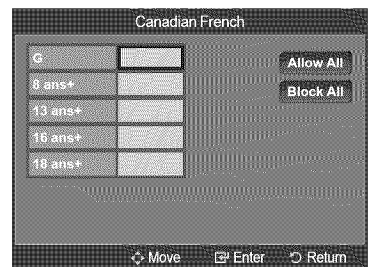 Canadian French
G
8 ans+
13 ans+
16 ans+
18 ans+
Allow All
Block All
Move Enter Return